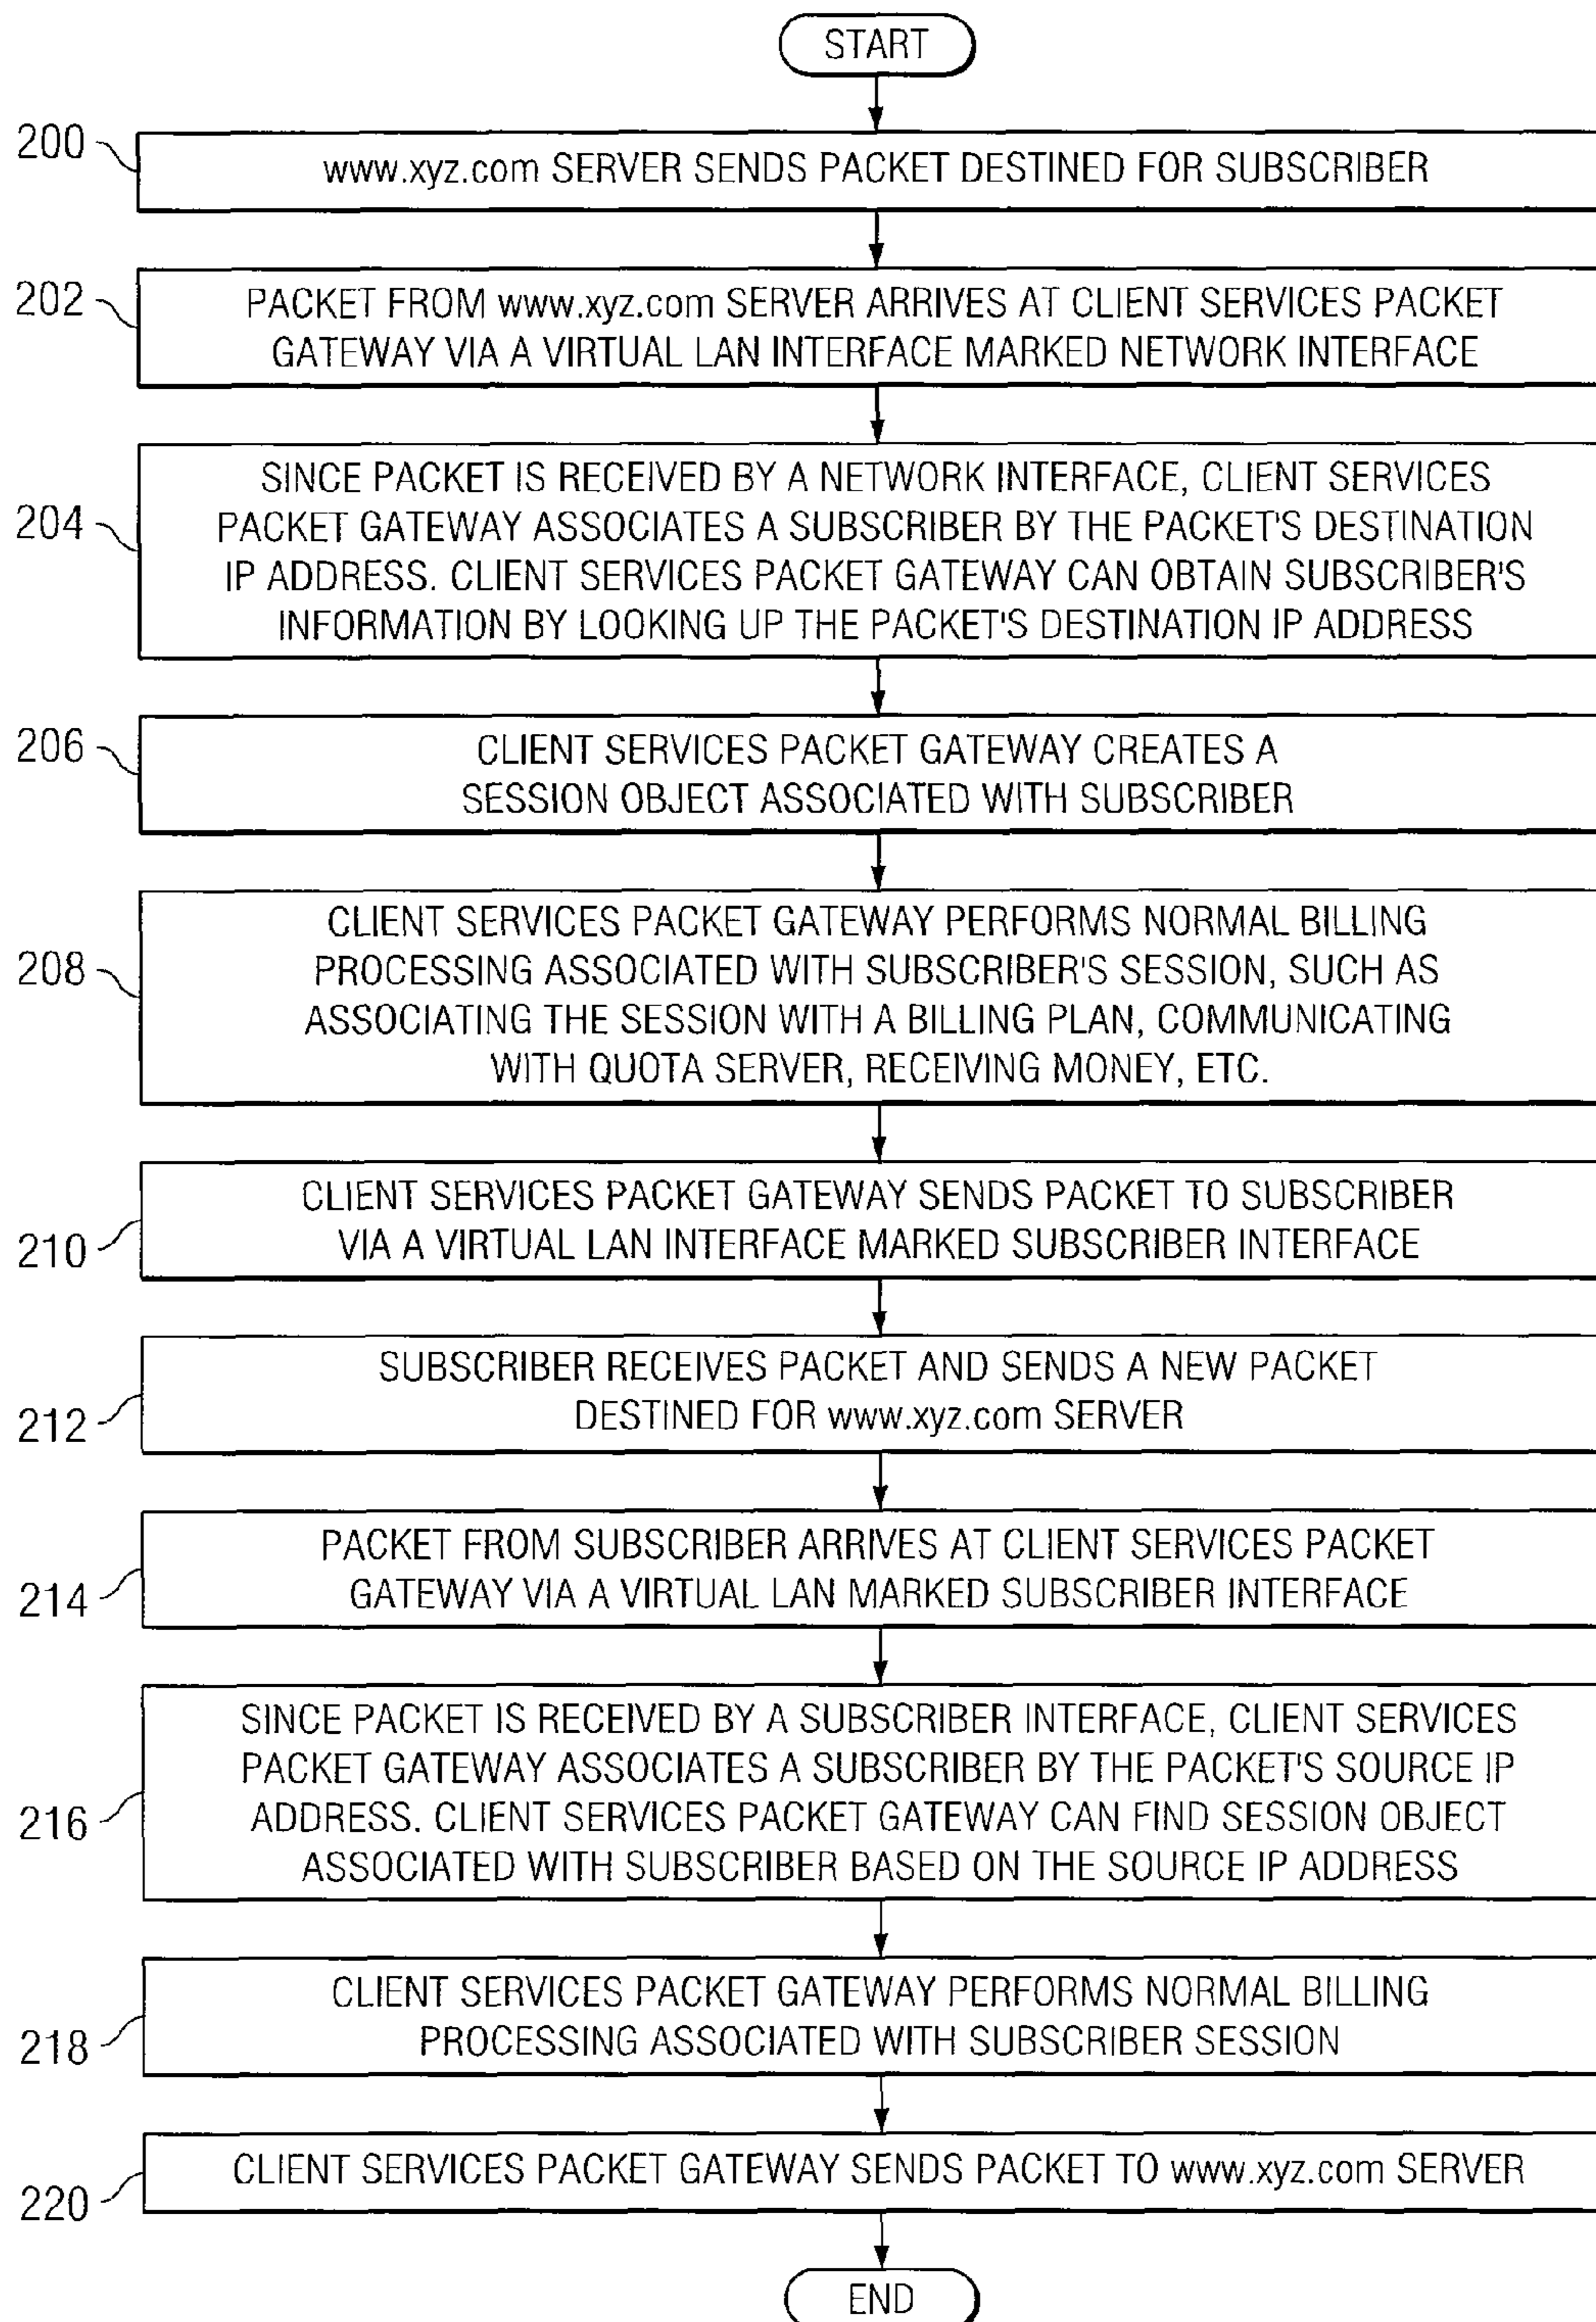 START
200
www.xyz.com SERVER SENDS PACKET DESTINED FOR SUBSCRIBER
202
PACKET FROM www.xyz.com SERVER ARRIVES AT CLIENT SERVICES PACKET
GATEWAY VIA A VIRTUAL LAN INTERFACE MARKED NETWORK INTERFACE
204
SINCE PACKET IS RECEIVED BY A NETWORK INTERFACE, CLIENT SERVICES
PACKET GATEWAY ASSOCIATES A SUBSCRIBER BY THE PACKET'S DESTINATION
IP ADDRESS. CLIENT SERVICES PACKET GATEWAY CAN OBTAIN SUBSCRIBER'S
INFORMATION BY LOOKING UP THE PACKET'S DESTINATION IP ADDRESS
206
CLIENT SERVICES PACKET GATEWAY CREATES A
SESSION OBJECT ASSOCIATED WITH SUBSCRIBER
208
CLIENT SERVICES PACKET GATEWAY PERFORMS NORMAL BILLING
PROCESSING ASSOCIATED WITH SUBSCRIBER'S SESSION, SUCH AS
ASSOCIATING THE SESSION WITH A BILLING PLAN, COMMUNICATING
WITH QUOTA SERVER, RECEIVING MONEY, ETC.
210
CLIENT SERVICES PACKET GATEWAY SENDS PACKET TO SUBSCRIBER
VIA A VIRTUAL LAN INTERFACE MARKED SUBSCRIBER INTERFACE
212
SUBSCRIBER RECEIVES PACKET AND SENDS A NEW PACKET
DESTINED FOR www.xyz.com SERVER
214
PACKET FROM SUBSCRIBER ARRIVES AT CLIENT SERVICES PACKET
GATEWAY VIA A VIRTUAL LAN MARKED SUBSCRIBER INTERFACE
216
SINCE PACKET IS RECEIVED BY A SUBSCRIBER INTERFACE, CLIENT SERVICES
PACKET GATEWAY ASSOCIATES A SUBSCRIBER BY THE PACKET'S SOURCE IP
ADDRESS. CLIENT SERVICES PACKET GATEWAY CAN FIND SESSION OBJECT
ASSOCIATED WITH SUBSCRIBER BASED ON THE SOURCE IP ADDRESS
218
CLIENT SERVICES PACKET GATEWAY PERFORMS NORMAL BILLING
PROCESSING ASSOCIATED WITH SUBSCRIBER SESSION
220
CLIENT SERVICES PACKET GATEWAY SENDS PACKET TO www.xyz.com SERVER
END